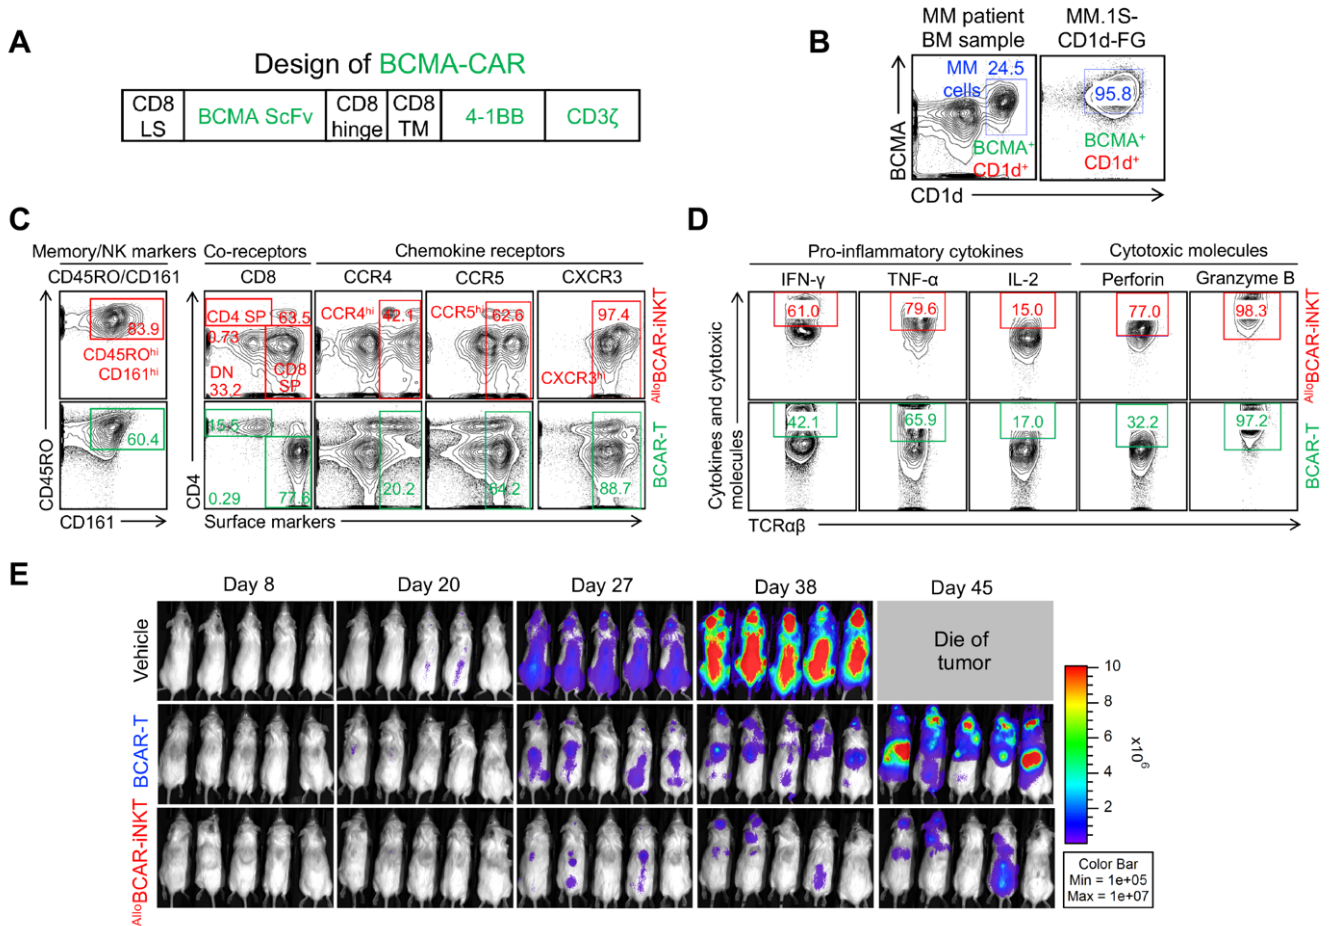 A
Design of BCMA-CAR
CD8 LS
BCMA ScFv
CD8 hinge
CD8 TM
4-1BB
CD3ζ
B
MM patient BM sample
MM.1S-CD1d-FG
MM cells
24.5
95.8
BCMA⁺
CD1d⁺
BCMA⁺
CD1d⁺
BCMA
CD1d
C
Memory/NK markers
Co-receptors
Chemokine receptors
CD45RO/CD161
CD8
CCR4
CCR5
CXCR3
83.9
CD45ROʰⁱ
CD161ʰⁱ
CD4 SP
63.5
0.73
DN
33.2
CD8 SP
CCR4ʰⁱ
42.1
CCR5ʰⁱ
62.6
97.4
CXCR3ʰⁱ
ᴬˡˡᵒBCAR-iNKT
60.4
15.5
0.29
77.6
20.2
64.2
88.7
BCAR-T
CD45RO
CD161
CD4
Surface markers
D
Pro-inflammatory cytokines
Cytotoxic molecules
IFN-γ
TNF-α
IL-2
Perforin
Granzyme B
61.0
79.6
15.0
77.0
98.3
ᴬˡˡᵒBCAR-iNKT
42.1
65.9
17.0
32.2
97.2
BCAR-T
Cytokines and cytotoxic molecules
TCRαβ
E
Day 8
Day 20
Day 27
Day 38
Day 45
Vehicle
Die of tumor
BCAR-T
ᴬˡˡᵒBCAR-iNKT
10
8
6
4
2
x10⁶
Color Bar
Min = 1e+05
Max = 1e+07